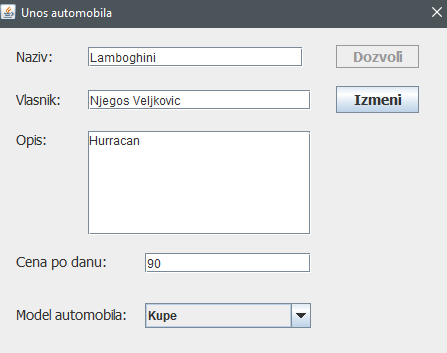 Unos automobila
Naziv: Lamboghini Dozvoli
Vlasnik: Njegos Veljkovic Izmeni
Opis: Hurracan
Cena po danu: 90
Model automobila: Kupe